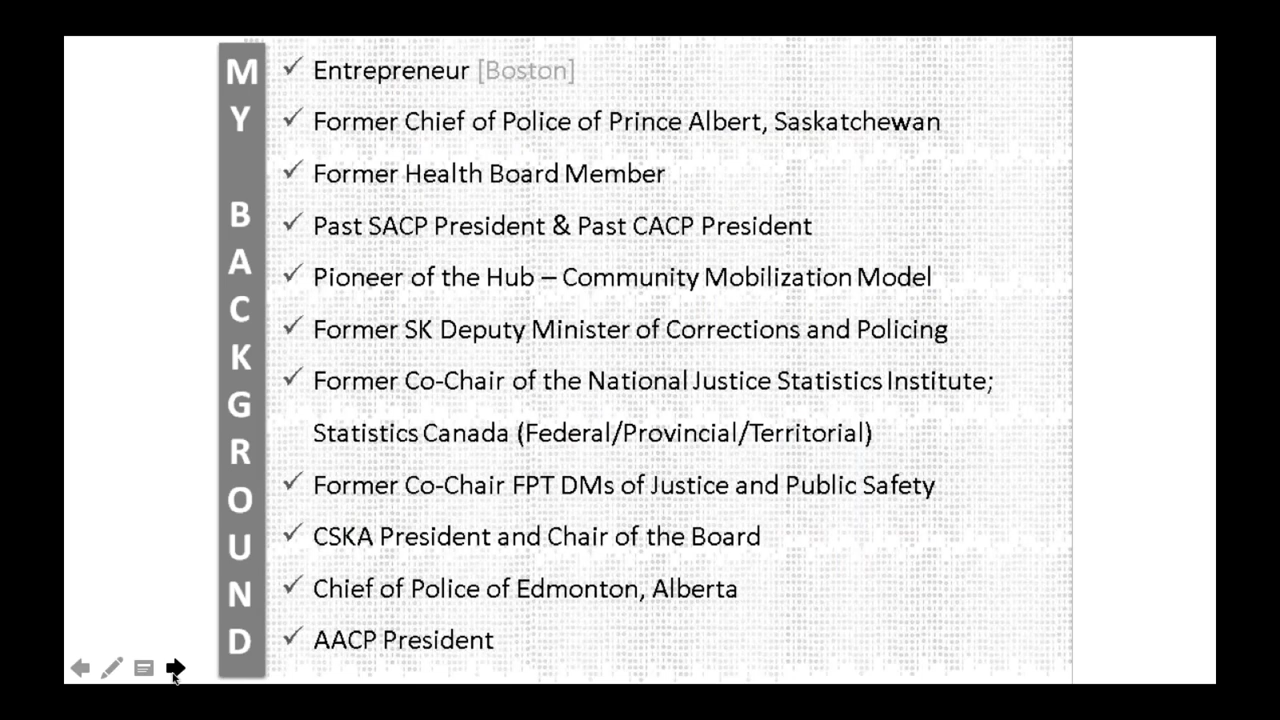 MY BACKGROUND
Entrepreneur [Boston]
Former Chief of Police of Prince Albert, Saskatchewan
Former Health Board Member
Past SACP President & Past CACP President
Pioneer of the Hub – Community Mobilization Model
Former SK Deputy Minister of Corrections and Policing
Former Co-Chair of the National Justice Statistics Institute;
Statistics Canada (Federal/Provincial/Territorial)
Former Co-Chair FPT DMs of Justice and Public Safety
CSKA President and Chair of the Board
Chief of Police of Edmonton, Alberta
AACP President